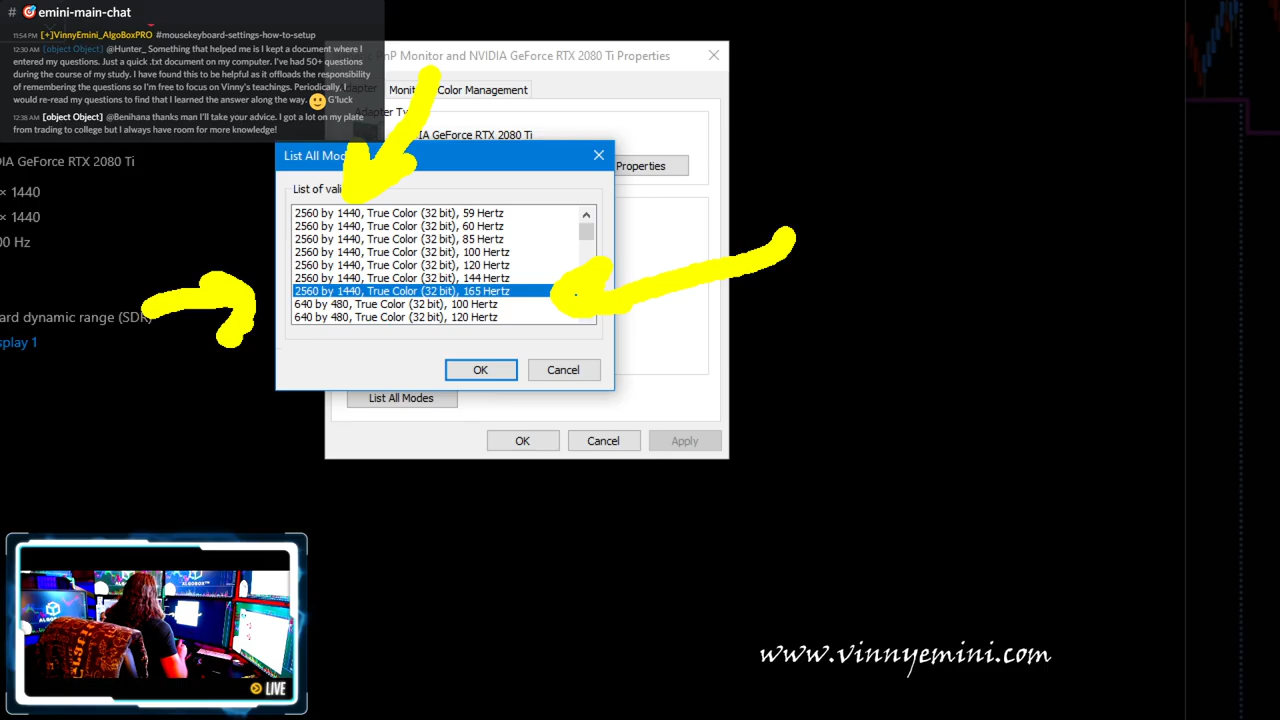 # emini-main-chat
11:54 PM [+]VinnyEmini_AlgoBoxPRO #mousekeyboard-settings-how-to-setup
12:30 AM [object Object] @Hunter_ Something that helped me is I kept a document where I
entered my questions. Just a quick .txt document on my computer. I've had 50+ questions
during the course of my study. I have found this to be helpful as it offloads the responsibility
of remembering the questions so I'm free to focus on Vinny's teachings. Periodically, I
would re-read my questions to find that I learned the answer along the way. G'luck
12:38 AM [object Object] @Benihana thanks man I'll take your advice. I got a lot on my plate
from trading to college but I always have room for more knowledge!
PnP Monitor and NVIDIA GeForce RTX 2080 Ti Properties
Monit Color Management
Adapter Ty
GeForce RTX 2080 Ti
Properties
DIA GeForce RTX 2080 Ti
× 1440
× 1440
00 Hz
ard dynamic range (SDR)
splay 1
List All Mod
List of vali
2560 by 1440, True Color (32 bit), 59 Hertz
2560 by 1440, True Color (32 bit), 60 Hertz
2560 by 1440, True Color (32 bit), 85 Hertz
2560 by 1440, True Color (32 bit), 100 Hertz
2560 by 1440, True Color (32 bit), 120 Hertz
2560 by 1440, True Color (32 bit), 144 Hertz
2560 by 1440, True Color (32 bit), 165 Hertz
640 by 480, True Color (32 bit), 100 Hertz
640 by 480, True Color (32 bit), 120 Hertz
OK Cancel
List All Modes
OK Cancel Apply
LIVE
www.vinnyemini.com